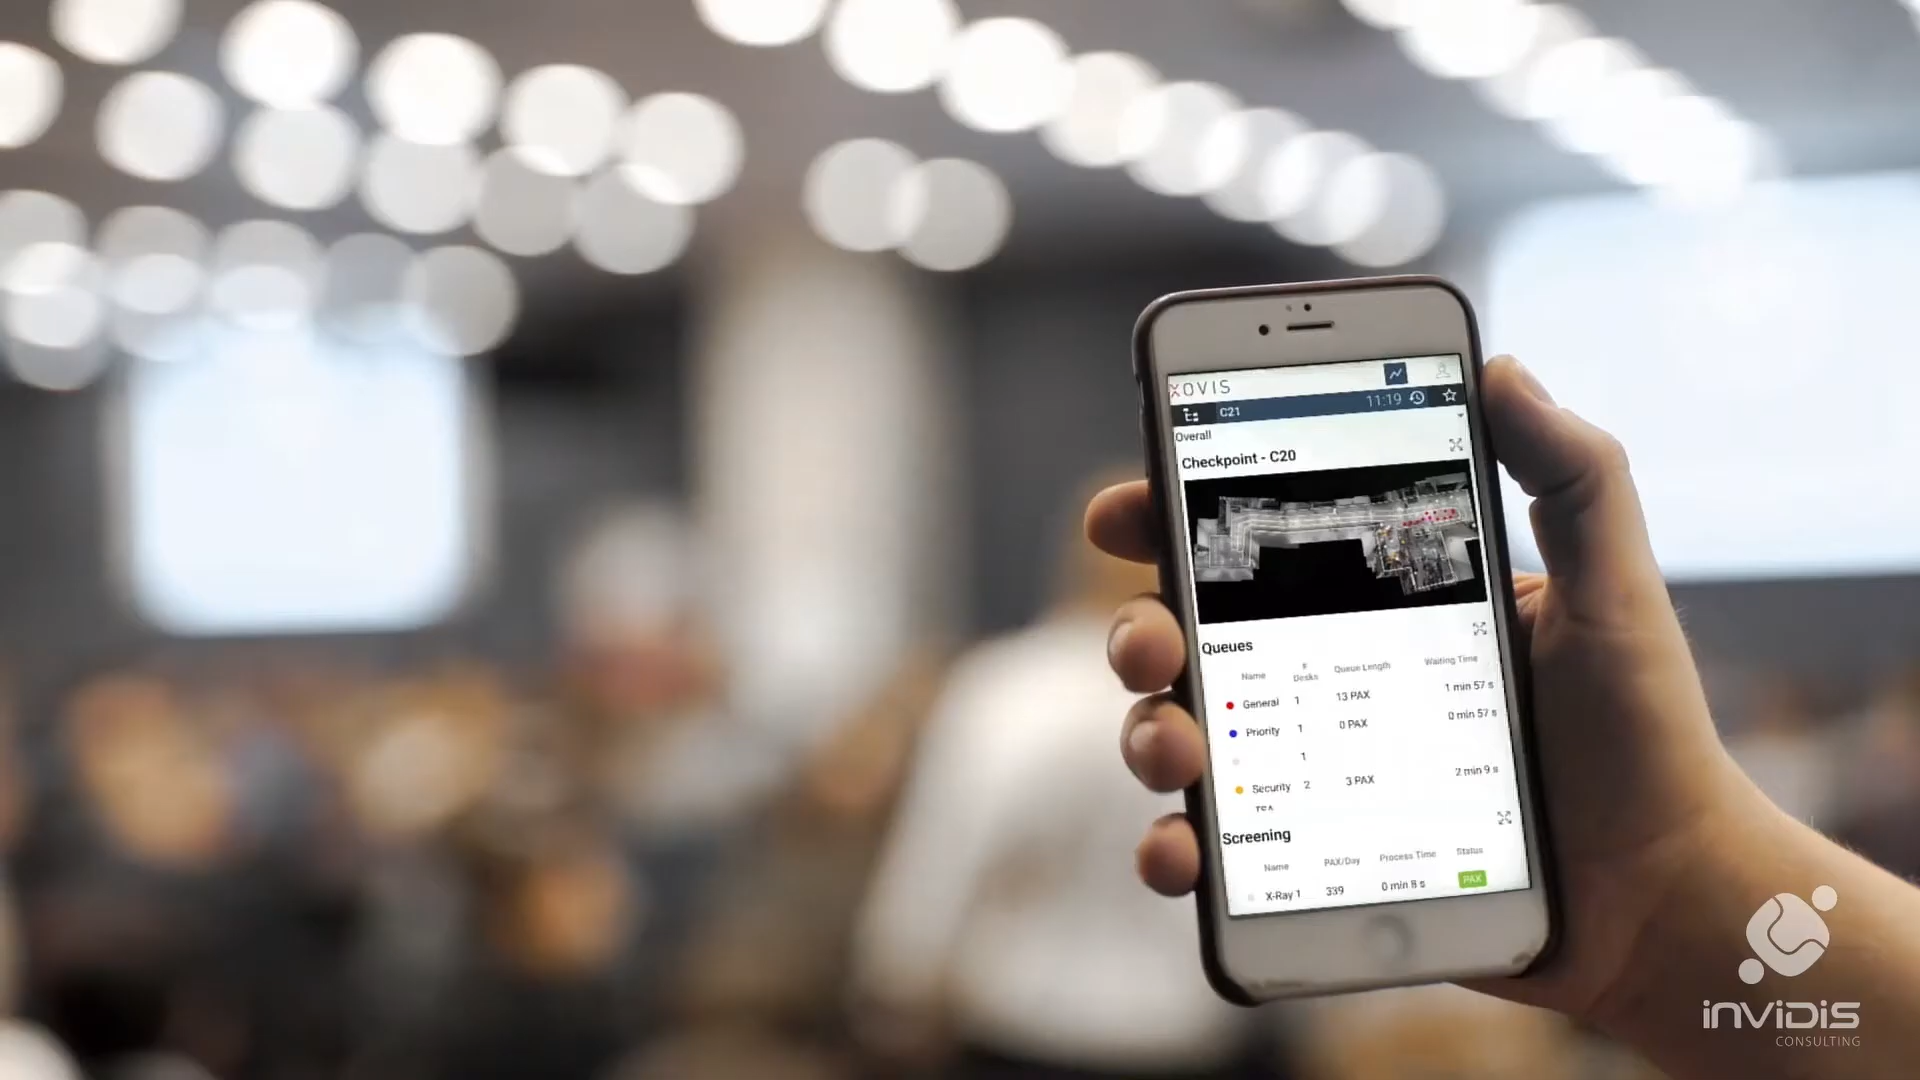 XOVIS
C21 11:19
Overall
Checkpoint - C20
Queues
Name # Desks Queue Length Waiting Time
General 1 13 PAX 1 min 57 s
Priority 1 0 PAX 0 min 57 s
1
Security 2 3 PAX 2 min 9 s
Screening
Name PAX/Day Process Time Status
X-Ray 1 339 0 min 8 s PAX
invidis
CONSULTING